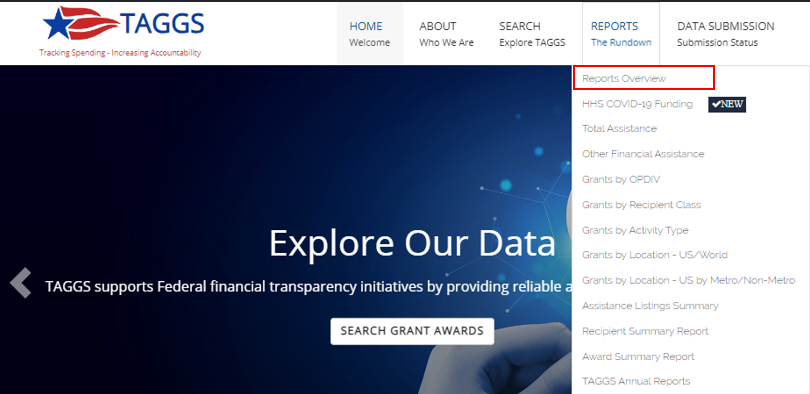 TAGGS
Tracking Spending - Increasing Accountability
HOME
Welcome
ABOUT
Who We Are
SEARCH
Explore TAGGS
REPORTS
The Rundown
DATA SUBMISSION
Submission Status
Reports Overview
HHS COVID-19 Funding NEW
Total Assistance
Other Financial Assistance
Grants by OPDIV
Grants by Recipient Class
Grants by Activity Type
Grants by Location - US/World
Grants by Location - US by Metro/Non-Metro
Assistance Listings Summary
Recipient Summary Report
Award Summary Report
TAGGS Annual Reports
Explore Our Data
TAGGS supports Federal financial transparency initiatives by providing reliable a
SEARCH GRANT AWARDS